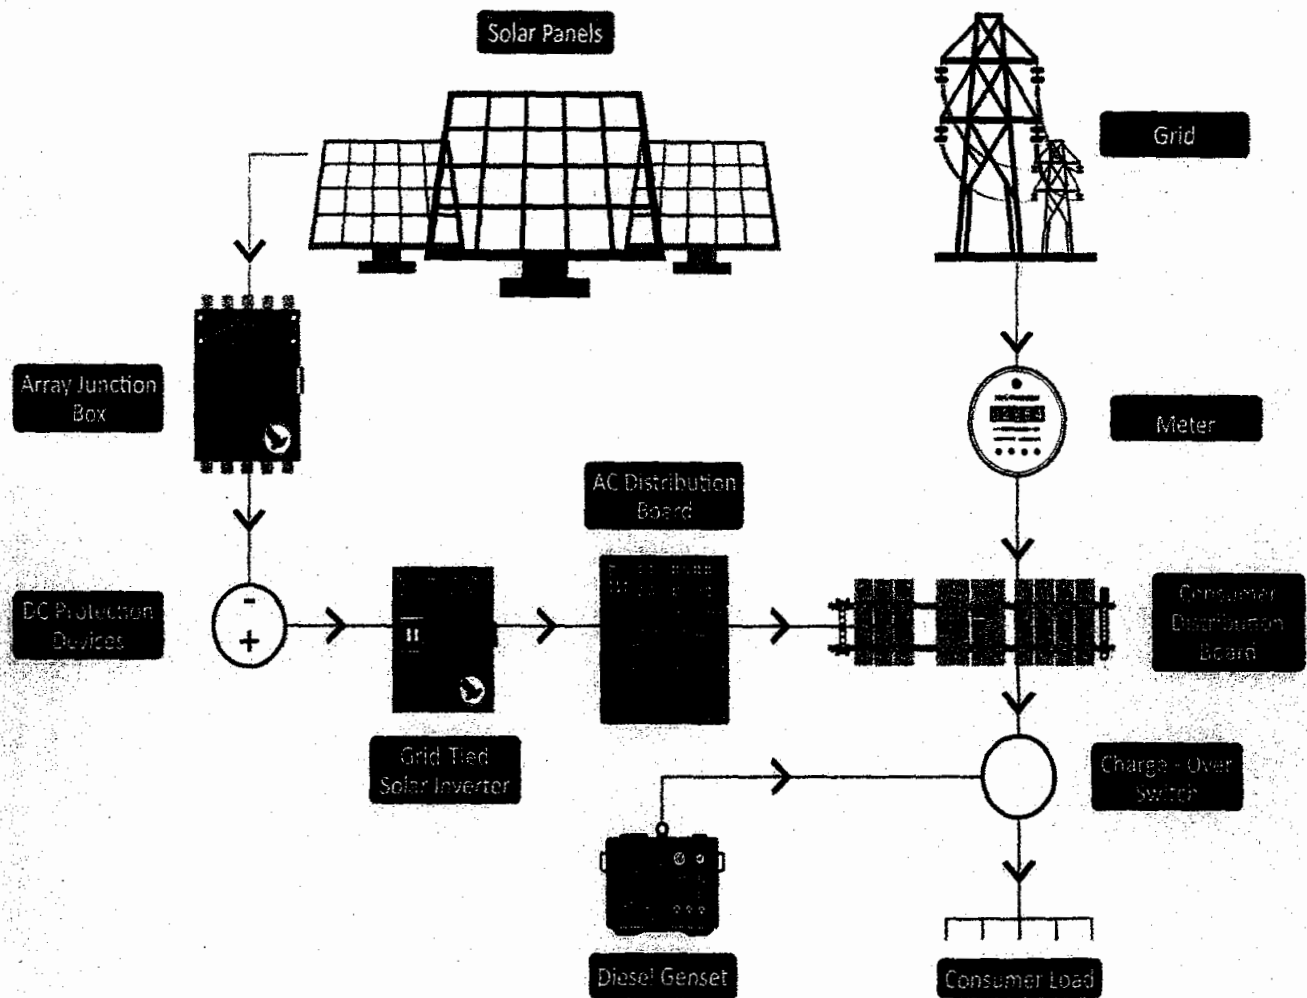 Solar Panels
Grid
Array Junction
Box
Meter
AC Distribution
Board
DC Protection
Devices
Consumer
Distribution
Board
Grid Tied
Solar Inverter
Charge - Over
Switch
Diesel Genset
Consumer Load